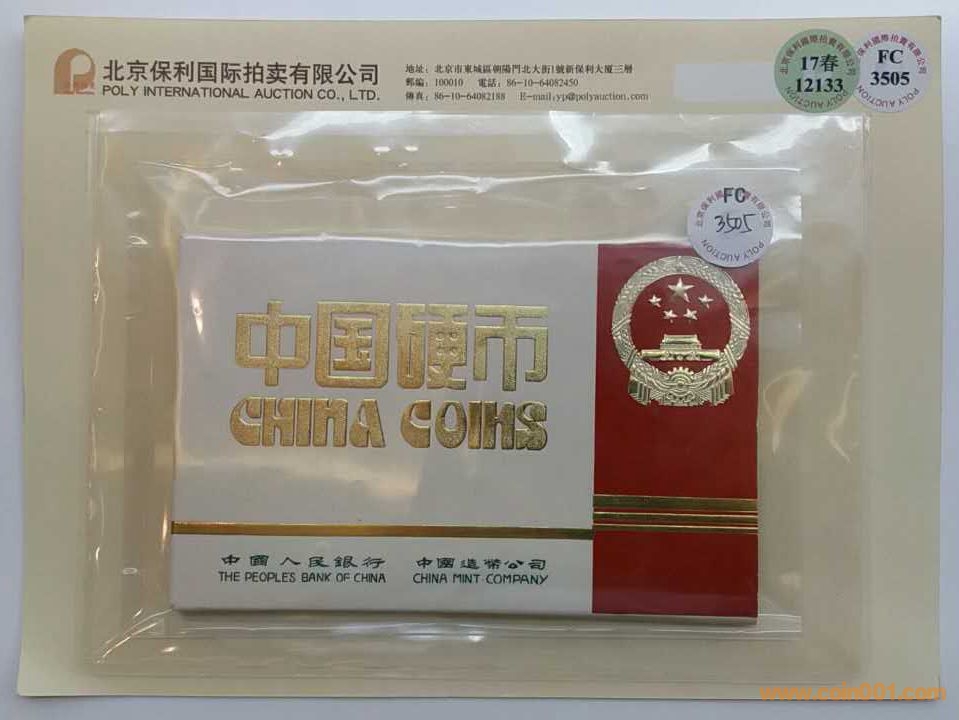 北京保利国际拍卖有限公司
POLY INTERNATIONAL AUCTION CO., LTD.
地址：北京市東城區朝陽門北大街1號新保利大廈三層
郵編：100010 電話：86-10-64082450
傳真：86-10-64082188 E-mail:yp@polyauction.com
北京保利國際拍賣有限公司
17春
12133
POLY AUCTION
北京保利國際拍賣有限公司
FC
3505
POLY AUCTION
北京保利國際拍賣有限公司
FC
3505
POLY AUCTION
中国硬币
CHINA COINS
中國人民銀行 中國造幣公司
THE PEOPLE'S BANK OF CHINA CHINA MINT COMPANY
www.coin001.com